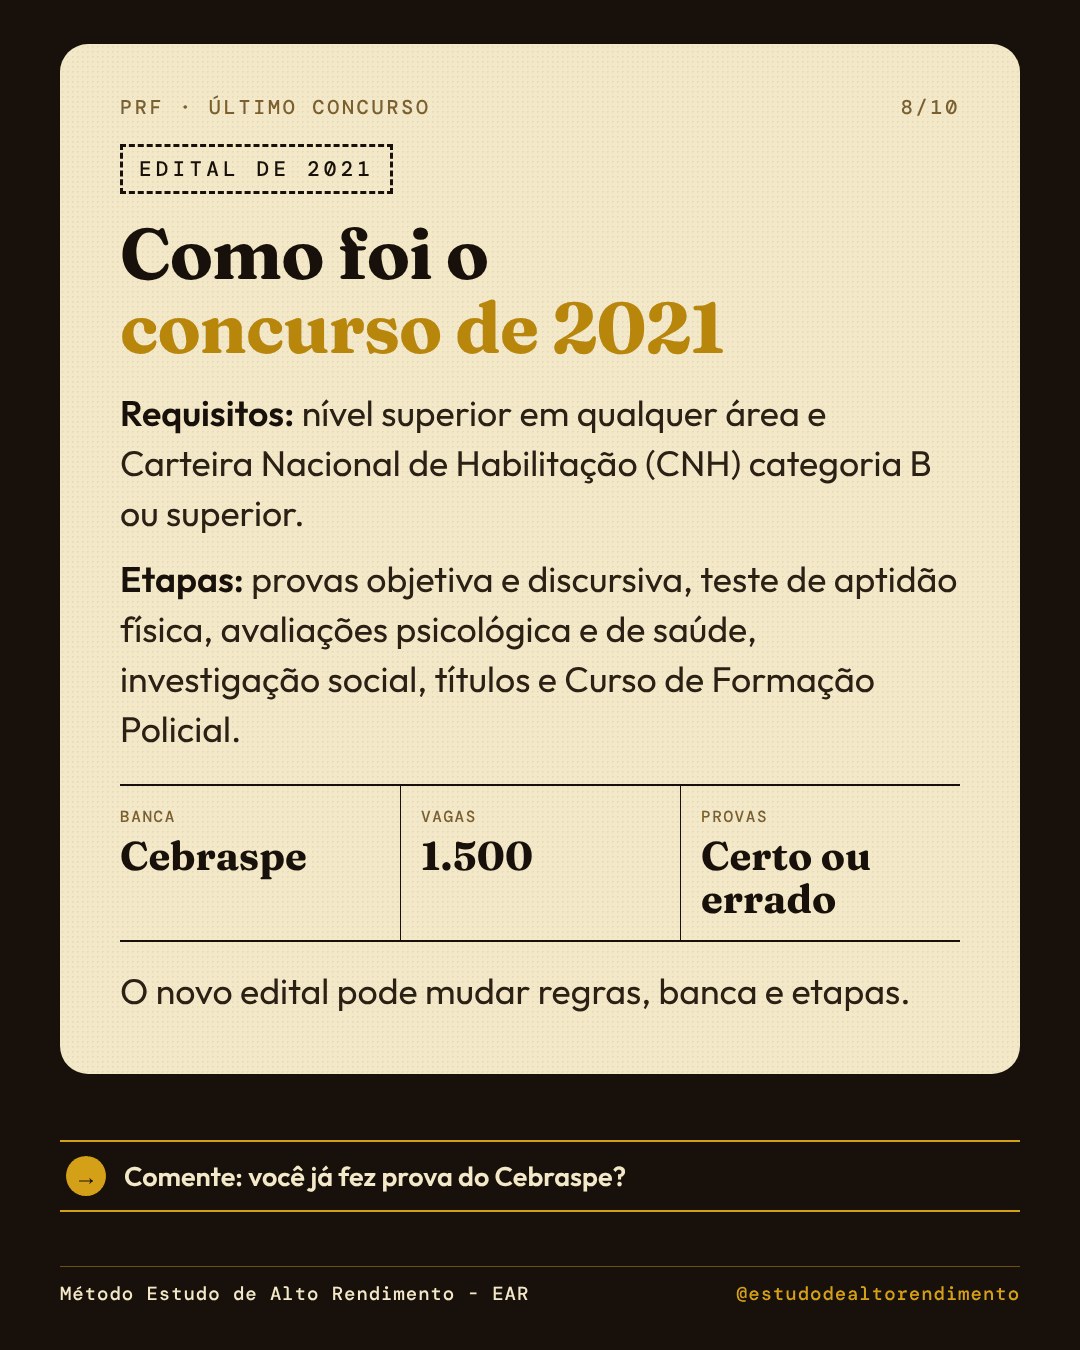 PRF · ÚLTIMO CONCURSO 8/10
EDITAL DE 2021
Como foi o
concurso de 2021
Requisitos: nível superior em qualquer área e
Carteira Nacional de Habilitação (CNH) categoria B
ou superior.
Etapas: provas objetiva e discursiva, teste de aptidão
física, avaliações psicológica e de saúde,
investigação social, títulos e Curso de Formação
Policial.
BANCA
Cebraspe
VAGAS
1.500
PROVAS
Certo ou
errado
O novo edital pode mudar regras, banca e etapas.
→ Comente: você já fez prova do Cebraspe?
Método Estudo de Alto Rendimento - EAR @estudodealtorendimento